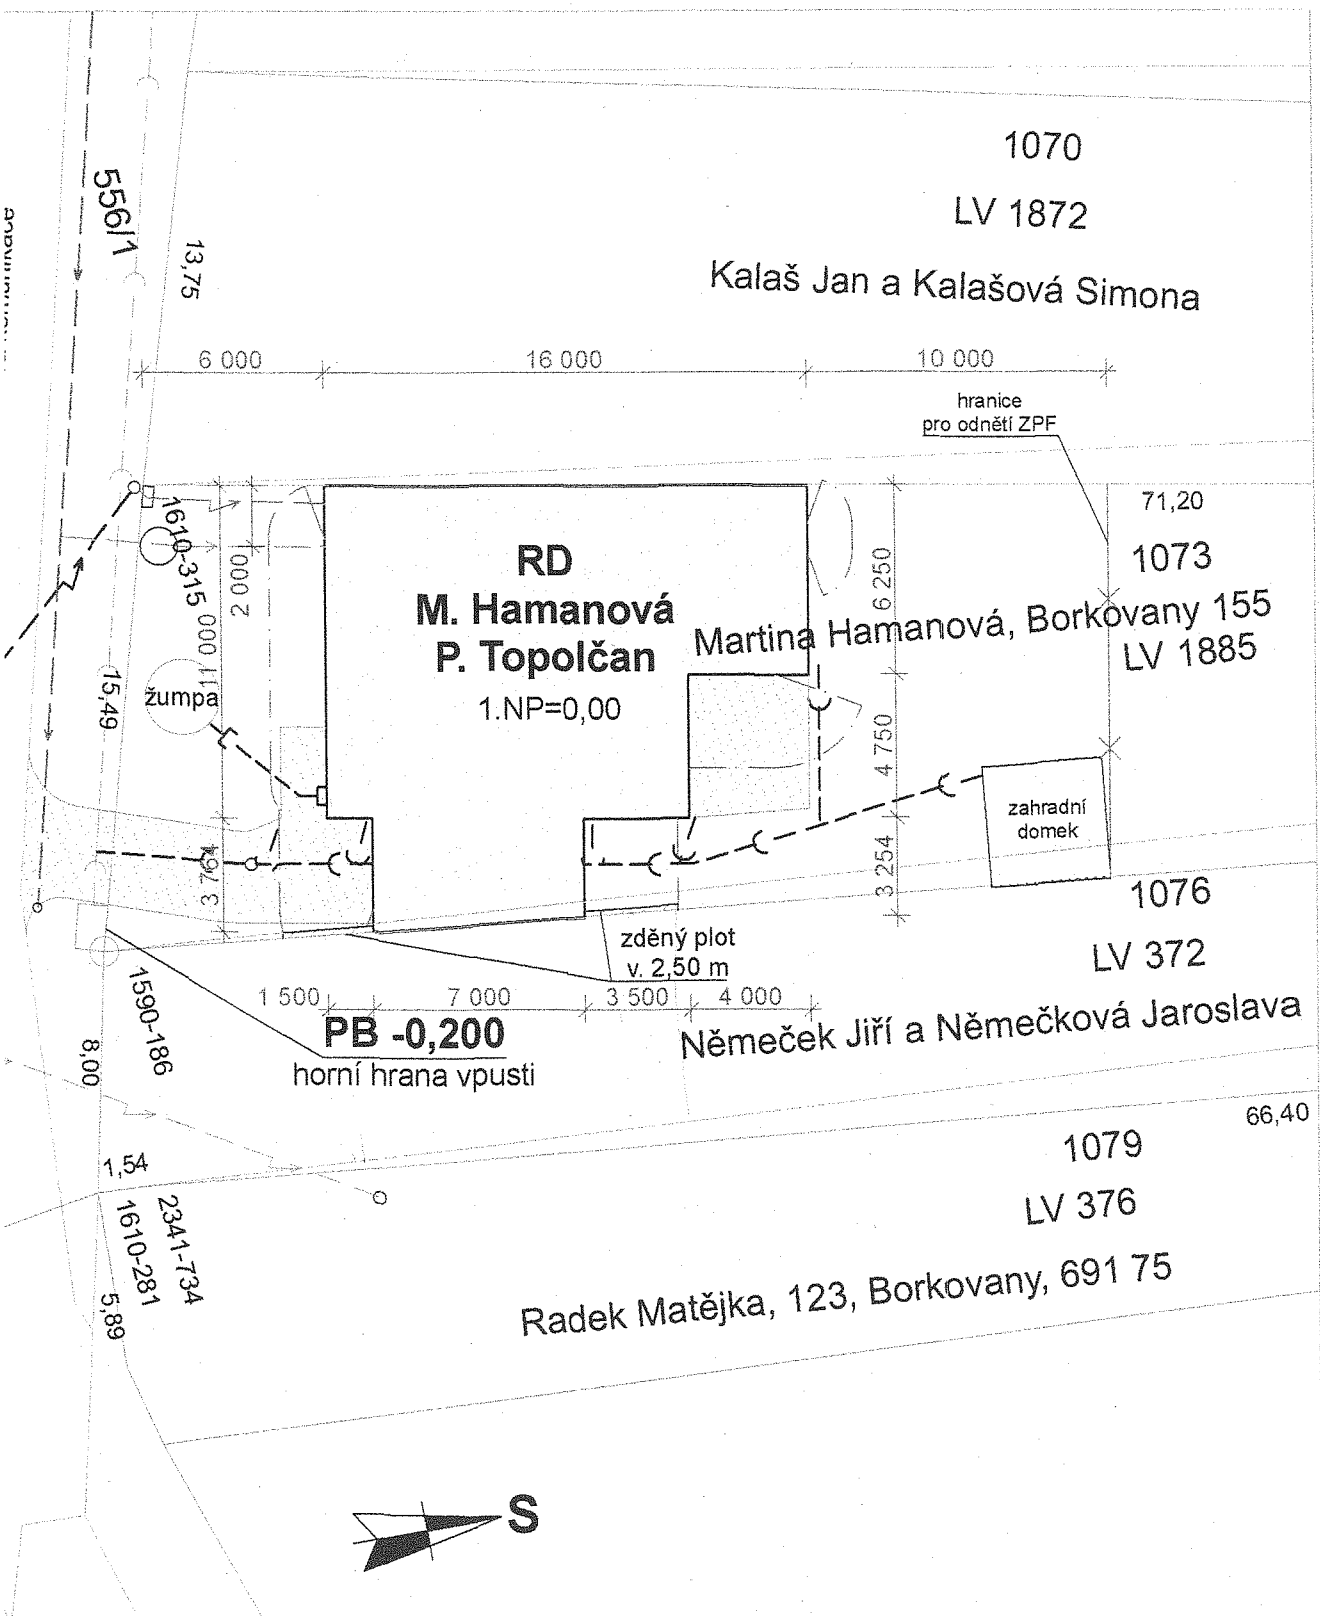 1070
LV 1872
Kalaš Jan a Kalašová Simona
556/1
13,75
6 000
16 000
10 000
hranice
pro odnětí ZPF
71,20
1073
Martina Hamanová, Borkovany 155
LV 1885
RD
M. Hamanová
P. Topolčan
1.NP=0,00
1610-315
2 000
11 000
6 250
4 750
3 254
15,49
žumpa
3 764
zahradní
domek
1076
LV 372
Němeček Jiří a Němečková Jaroslava
zděný plot
v. 2,50 m
1 500
7 000
3 500
4 000
PB -0,200
horní hrana vpusti
1590-186
8,00
66,40
1079
LV 376
Radek Matějka, 123, Borkovany, 691 75
1,54
2341-734
1610-281
5,89
S